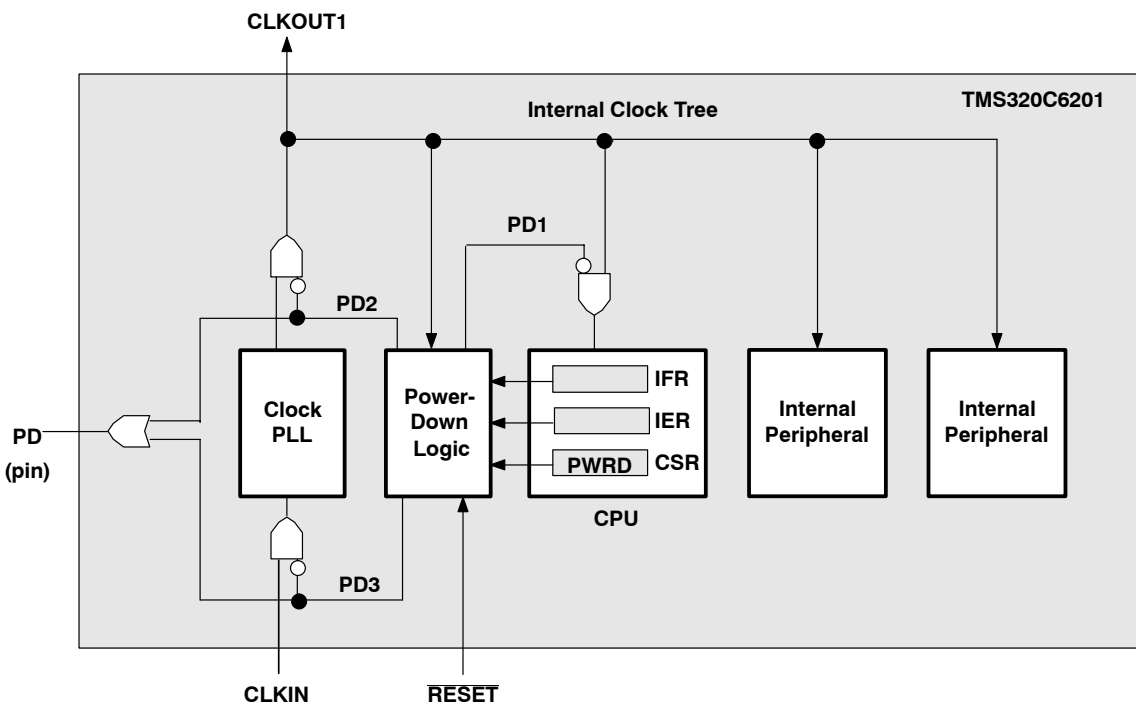 CLKOUT1
TMS320C6201
Internal Clock Tree
PD1
PD2
Clock
PLL
Power-
Down
Logic
IFR
IER
PWRD
CSR
CPU
Internal
Peripheral
Internal
Peripheral
PD
(pin)
PD3
CLKIN
RESET